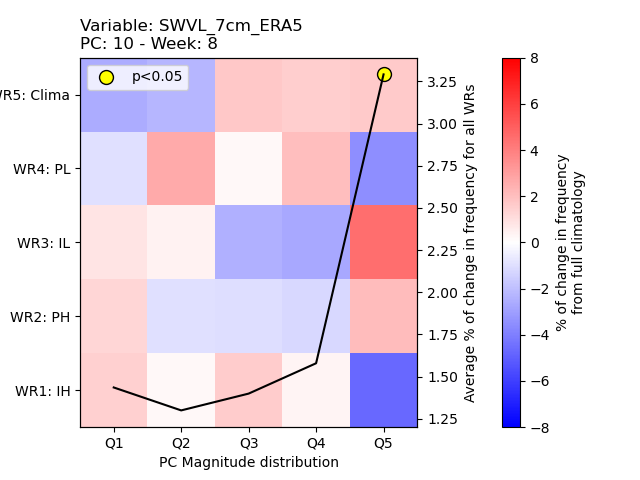 Variable: SWVL_7cm_ERA5
PC: 10 - Week: 8
p<0.05
WR5: Clima
WR4: PL
WR3: IL
WR2: PH
WR1: IH
Q1 Q2 Q3 Q4 Q5
PC Magnitude distribution
3.25
3.00
2.75
2.50
2.25
2.00
1.75
1.50
1.25
Average % of change in frequency for all WRs
8
6
4
2
0
−2
−4
−6
−8
% of change in frequency
from full climatology